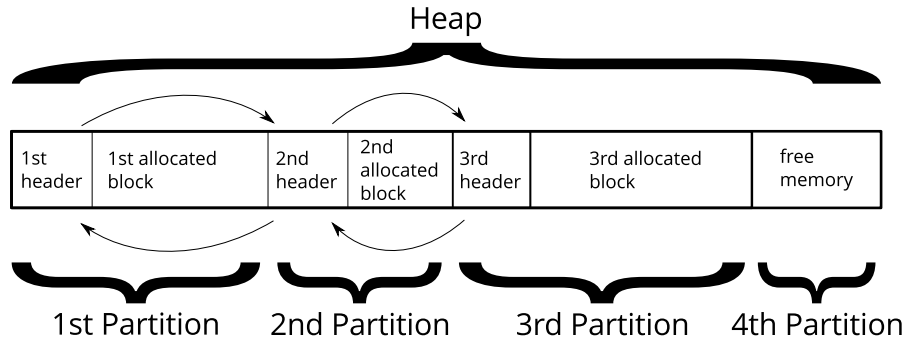 Heap
1st
header
1st allocated
block
2nd
header
2nd
allocated
block
3rd
header
3rd allocated
block
free
memory
1st Partition
2nd Partition
3rd Partition
4th Partition